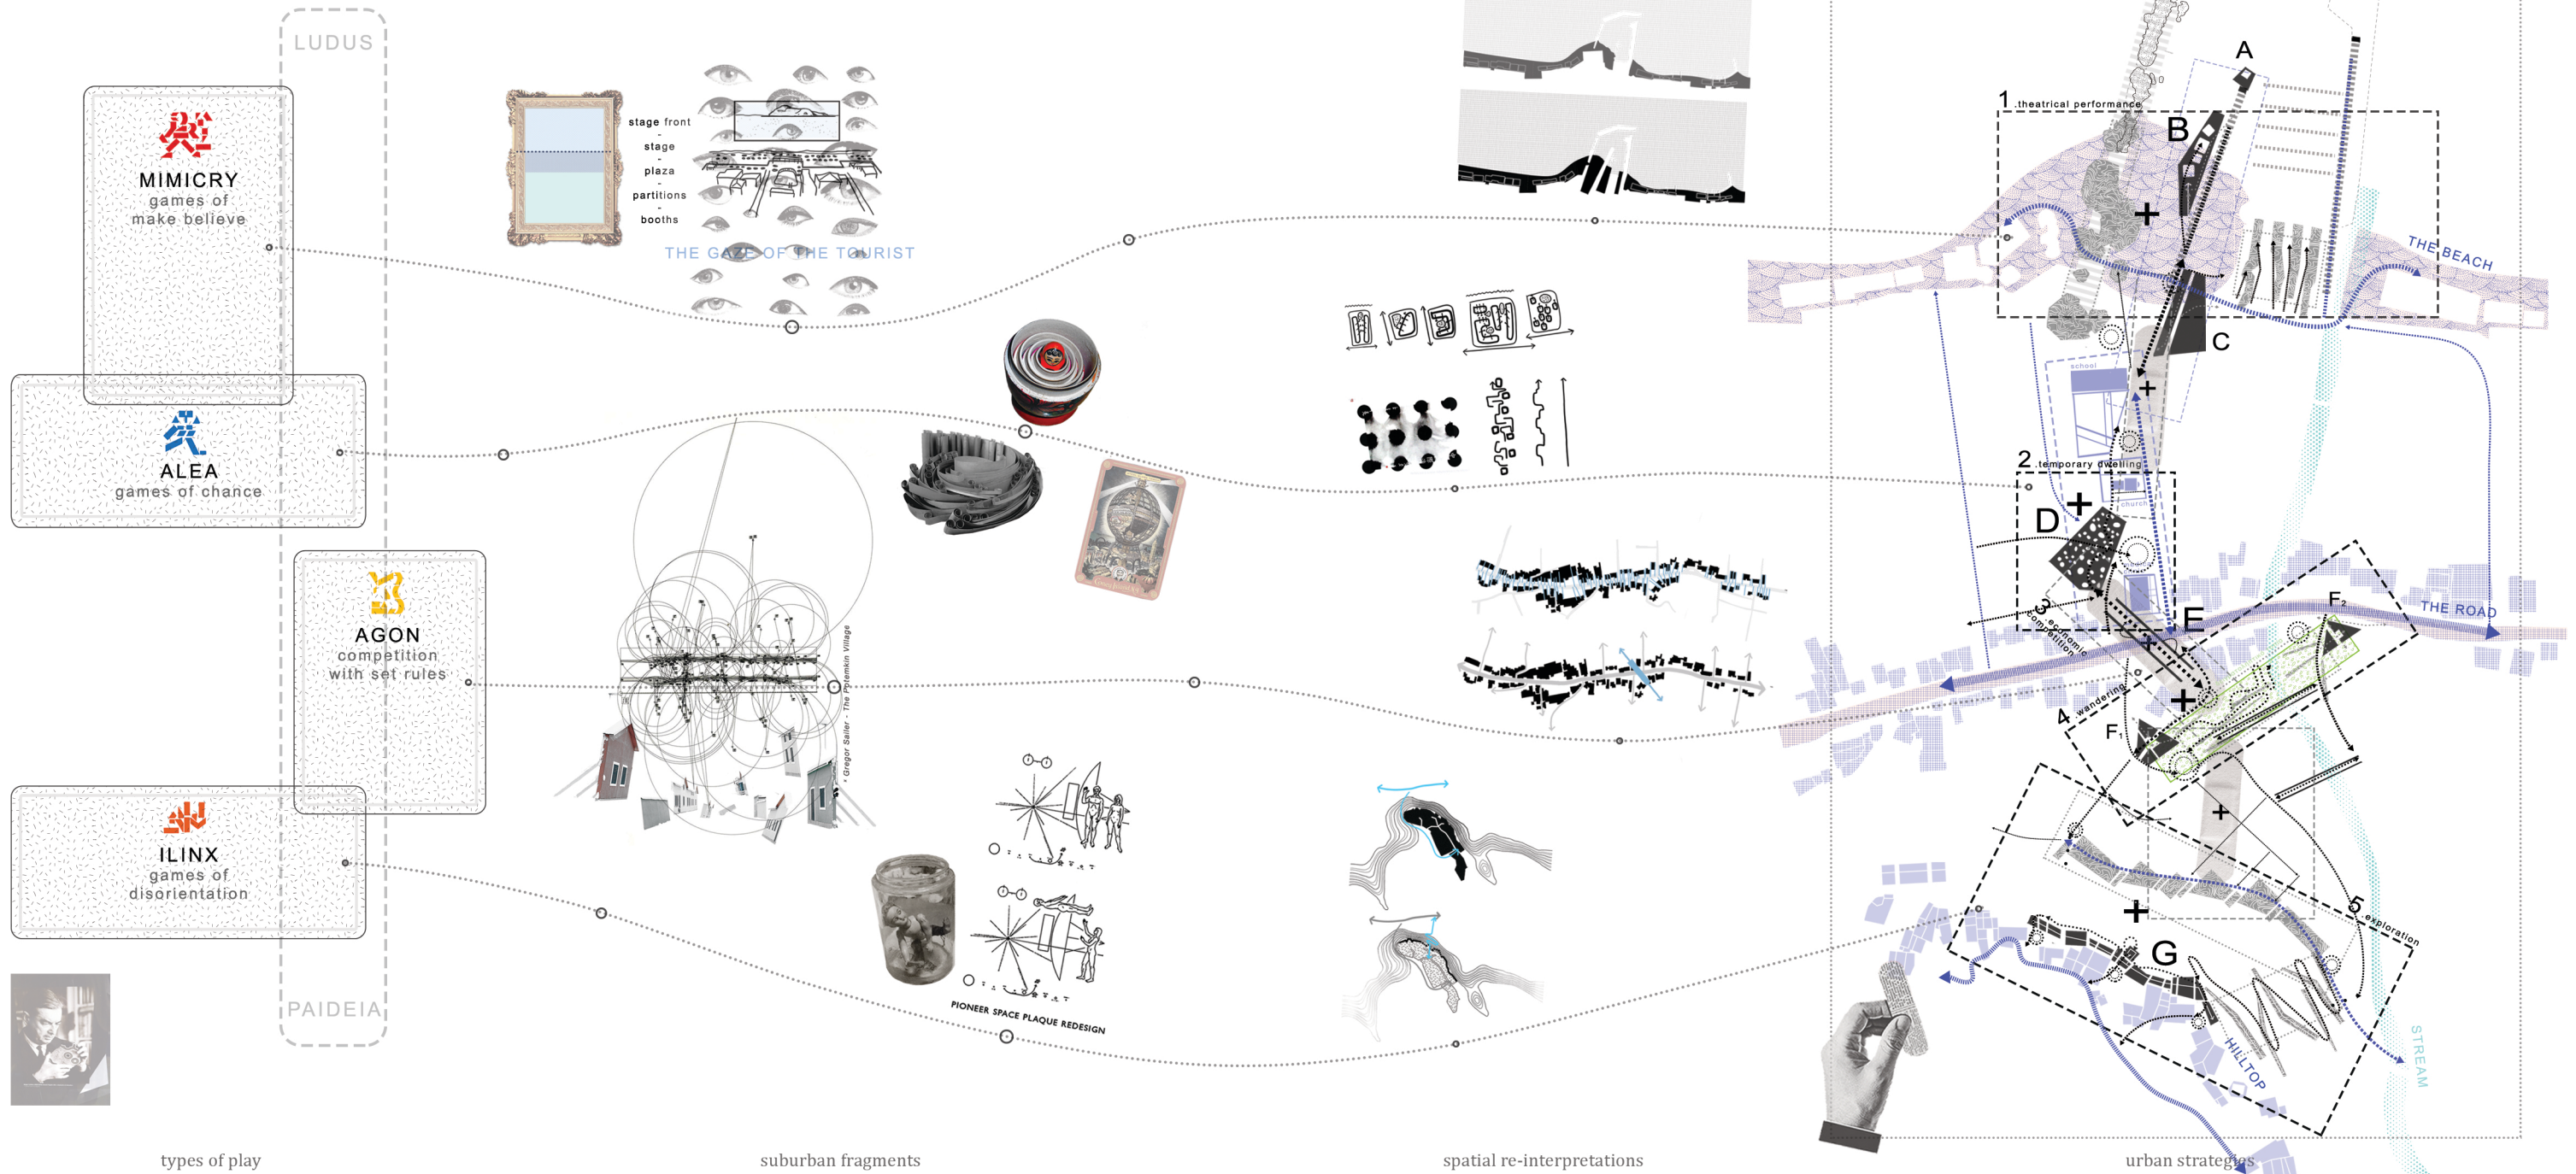 LUDUS
MIMICRY
games of
make believe
ALEA
games of chance
AGON
competition
with set rules
ILINX
games of
disorientation
PAIDEIA
types of play
stage front
-
stage
-
plaza
-
partitions
-
booths
THE GAZE OF THE TOURIST
* Gregor Sailer - The Potemkin Village
PIONEER SPACE PLAQUE REDESIGN
suburban fragments
spatial re-interpretations
A
1 .theatrical performance
B
THE BEACH
C
school
2 .temporary dwelling
church
D
3 .economic
competition
E
F2
THE ROAD
4 .wandering
F1
5 .exploration
G
HILLTOP
STREAM
urban strategies